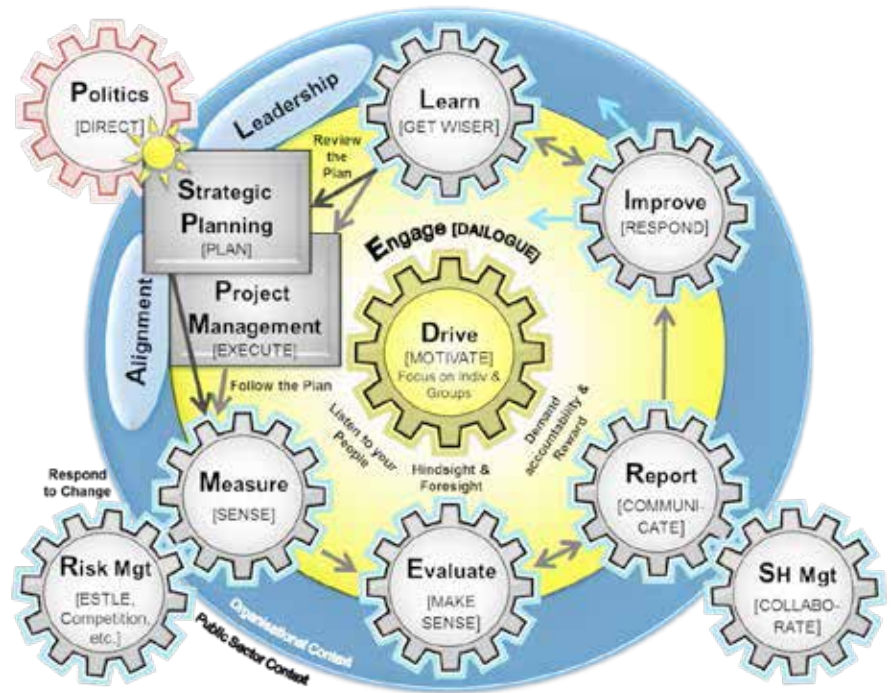 Politics
[DIRECT]
Leadership
Learn
[GET WISER]
Review
the
Plan
Strategic
Planning
[PLAN]
Improve
[RESPOND]
Engage [DAILOGUE]
Alignment
Project
Management
[EXECUTE]
Drive
[MOTIVATE]
Focus on Indiv &
Groups
Follow the Plan
Listen to your
People
Hindsight &
Foresight
Demand
accountability &
Reward
Respond
to Change
Measure
[SENSE]
Report
[COMMUNI-
CATE]
Risk Mgt
[ESTLE,
Competition,
etc.]
Evaluate
[MAKE
SENSE]
SH Mgt
[COLLABO-
RATE]
Organisational Context
Public Sector Context